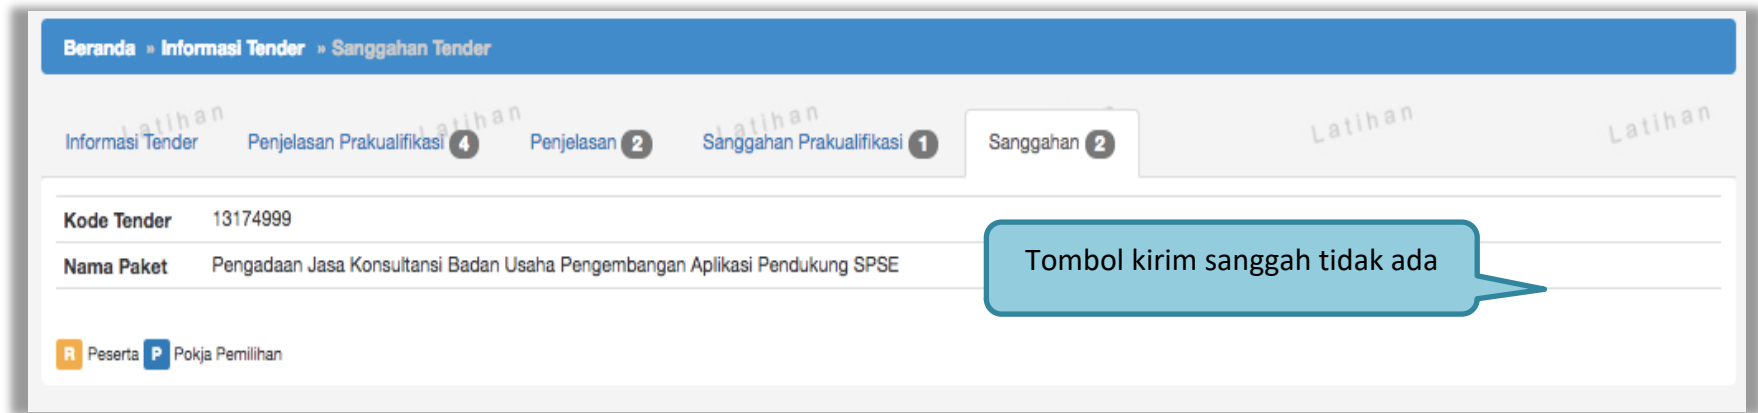 Beranda » Informasi Tender » Sanggahan Tender
Latihan Latihan Latihan Latihan Latihan
Informasi Tender Penjelasan Prakualifikasi 4 Penjelasan 2 Sanggahan Prakualifikasi 1 Sanggahan 2
Kode Tender 13174999
Nama Paket Pengadaan Jasa Konsultansi Badan Usaha Pengembangan Aplikasi Pendukung SPSE
Tombol kirim sanggah tidak ada
R Peserta P Pokja Pemilihan